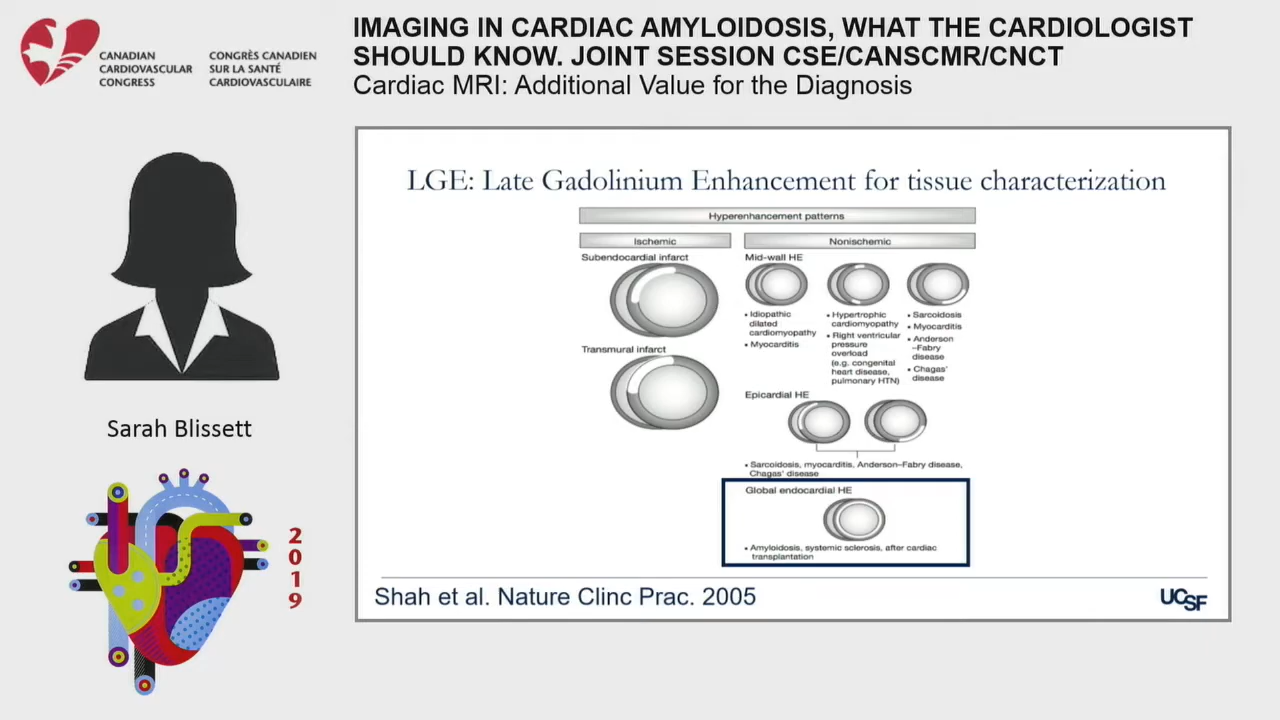 CANADIAN
CARDIOVASCULAR
CONGRESS
CONGRÈS CANADIEN
SUR LA SANTÉ
CARDIOVASCULAIRE
IMAGING IN CARDIAC AMYLOIDOSIS, WHAT THE CARDIOLOGIST
SHOULD KNOW. JOINT SESSION CSE/CANSCMR/CNCT
Cardiac MRI: Additional Value for the Diagnosis
Sarah Blissett
2019
LGE: Late Gadolinium Enhancement for tissue characterization
Hyperenhancement patterns
Ischemic
Nonischemic
Subendocardial infarct
Transmural infarct
Mid-wall HE
• Idiopathic
dilated
cardiomyopathy
• Myocarditis
• Hypertrophic
cardiomyopathy
• Right ventricular
pressure
overload
(e.g. congenital
heart disease,
pulmonary HTN)
• Sarcoidosis
• Myocarditis
• Anderson
–Fabry
disease
• Chagas' disease
Epicardial HE
• Sarcoidosis, myocarditis, Anderson–Fabry disease,
Chagas' disease
Global endocardial HE
• Amyloidosis, systemic sclerosis, after cardiac
transplantation
Shah et al. Nature Clinc Prac. 2005
UCSF